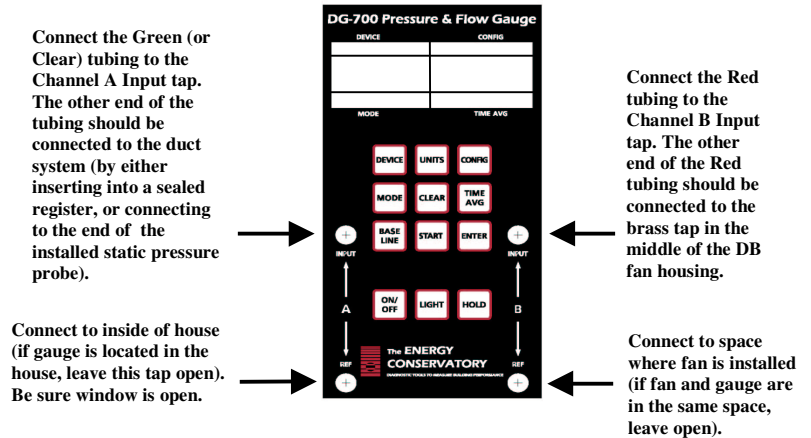 DG-700 Pressure & Flow Gauge
DEVICE CONFIG
MODE TIME AVG
Connect the Green (or
Clear) tubing to the
Channel A Input tap.
The other end of the
tubing should be
connected to the duct
system (by either
inserting into a sealed
register, or connecting
to the end of the
installed static pressure
probe).
Connect the Red
tubing to the
Channel B Input
tap. The other
end of the Red
tubing should be
connected to the
brass tap in the
middle of the DB
fan housing.
DEVICE UNITS CONFIG
MODE CLEAR TIME
AVG
BASE
LINE START ENTER
INPUT INPUT
ON/
OFF LIGHT HOLD
A B
REF REF
Connect to inside of house
(if gauge is located in the
house, leave this tap open).
Be sure window is open.
The ENERGY
CONSERVATORY
DIAGNOSTIC TOOLS TO MEASURE BUILDING PERFORMANCE
Connect to space
where fan is installed
(if fan and gauge are
in the same space,
leave open).